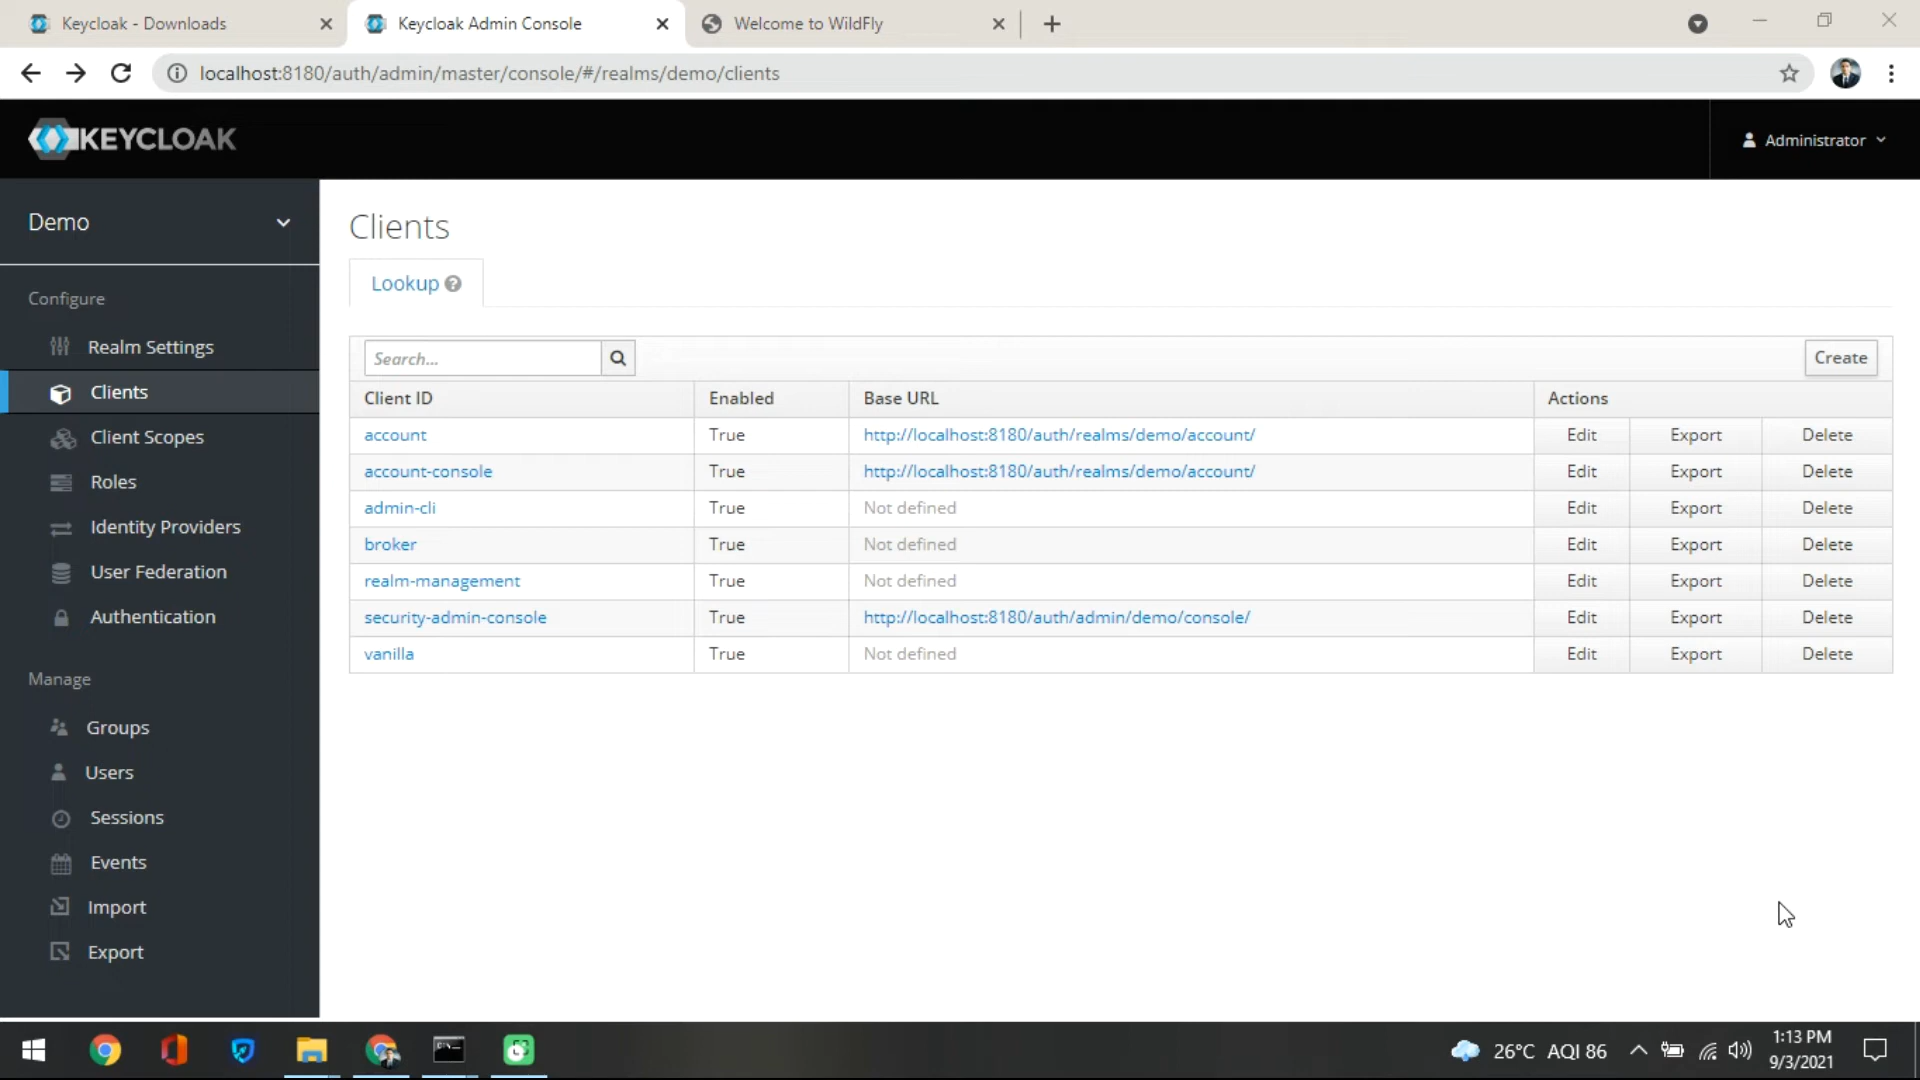 Keycloak - Downloads
Keycloak Admin Console
Welcome to WildFly
localhost:8180/auth/admin/master/console/#/realms/demo/clients
KEYCLOAK
Administrator
Demo
Configure
Realm Settings
Clients
Client Scopes
Roles
Identity Providers
User Federation
Authentication
Manage
Groups
Users
Sessions
Events
Import
Export
Clients
Lookup
Search...
Create
Client ID Enabled Base URL Actions
account True http://localhost:8180/auth/realms/demo/account/ Edit Export Delete
account-console True http://localhost:8180/auth/realms/demo/account/ Edit Export Delete
admin-cli True Not defined Edit Export Delete
broker True Not defined Edit Export Delete
realm-management True Not defined Edit Export Delete
security-admin-console True http://localhost:8180/auth/admin/demo/console/ Edit Export Delete
vanilla True Not defined Edit Export Delete
26°C AQI 86
1:13 PM
9/3/2021